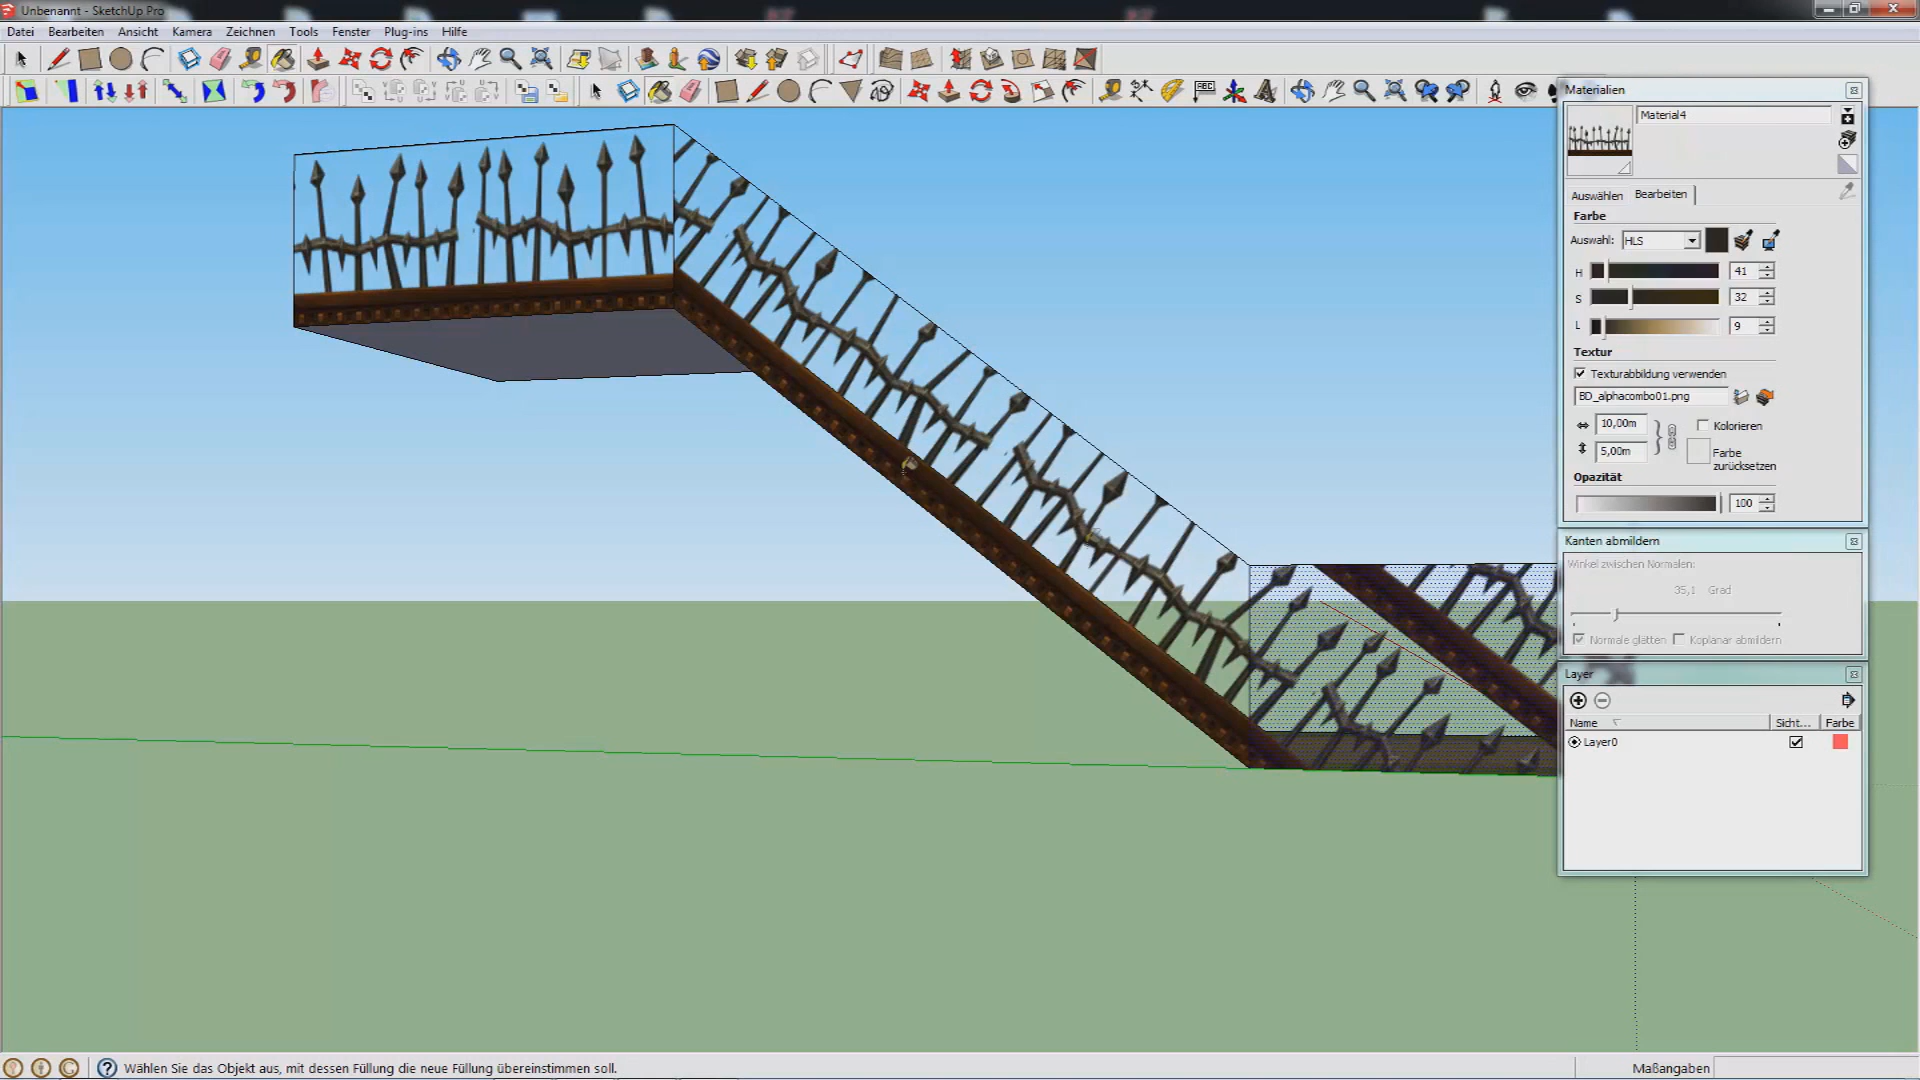 Unbenannt - SketchUp Pro
Datei Bearbeiten Ansicht Kamera Zeichnen Tools Fenster Plug-ins Hilfe
ABC
Materialien
Material4
Auswählen Bearbeiten
Farbe
Auswahl: HLS
H 41
S 32
L 9
Textur
Texturabbildung verwenden
BD_alphacombo01.png
10,00m Kolorieren
5,00m Farbe zurücksetzen
Opazität
100
Kanten abmildern
Winkel zwischen Normalen:
35,1 Grad
Normale glätten Koplanar abmildern
Layer
Name Sicht... Farbe
Layer0
Wählen Sie das Objekt aus, mit dessen Füllung die neue Füllung übereinstimmen soll. Maßangaben